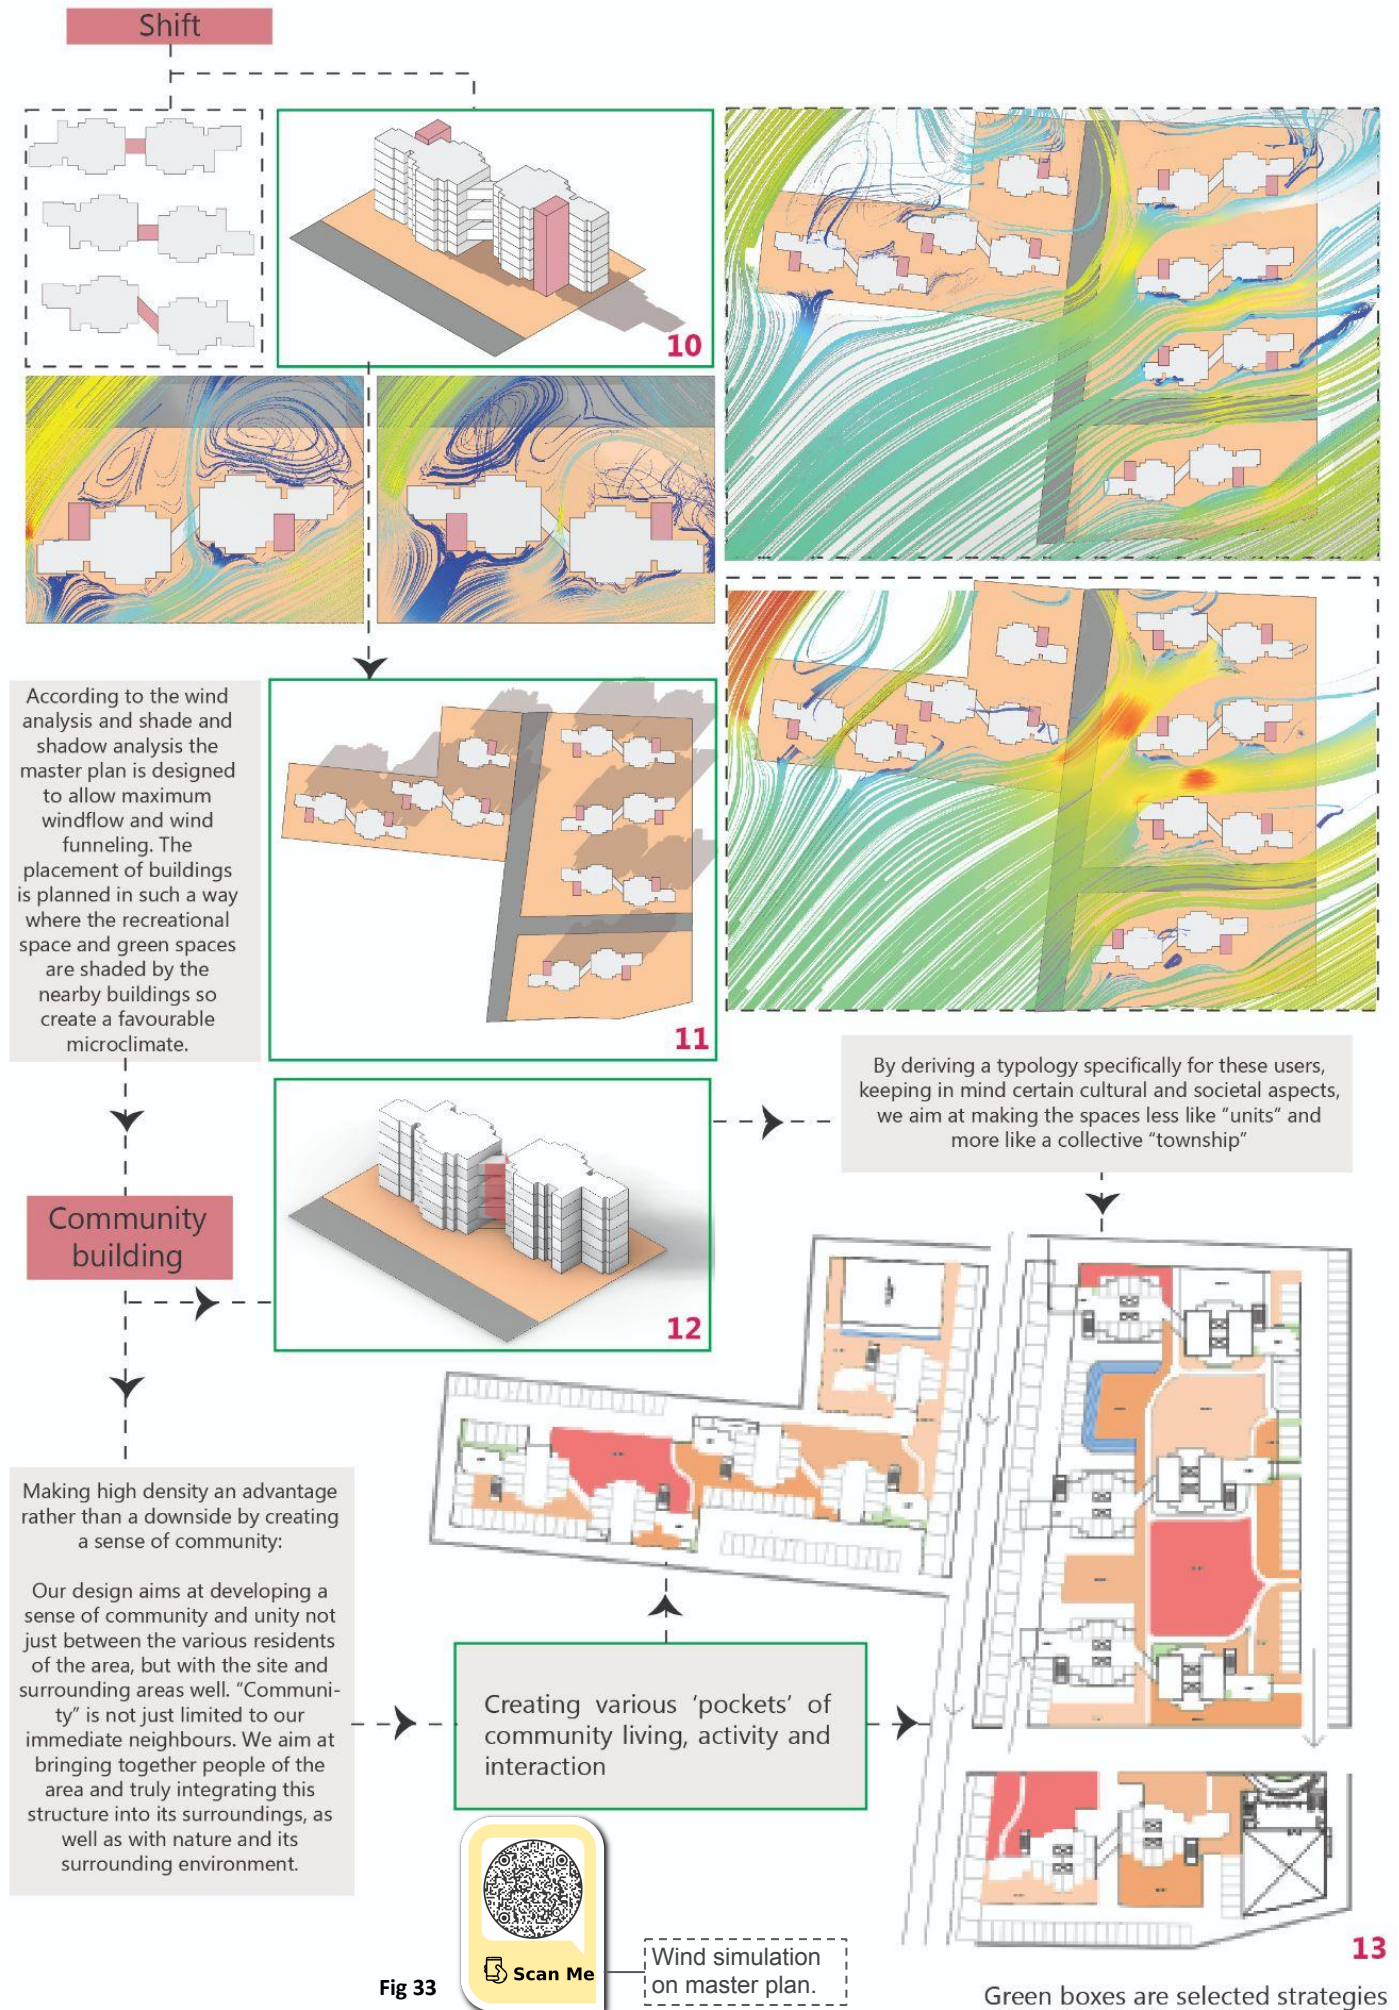 Shift
10
According to the wind
analysis and shade and
shadow analysis the
master plan is designed
to allow maximum
windflow and wind
funneling. The
placement of buildings
is planned in such a way
where the recreational
space and green spaces
are shaded by the
nearby buildings so
create a favourable
microclimate.
11
By deriving a typology specifically for these users,
keeping in mind certain cultural and societal aspects,
we aim at making the spaces less like “units” and
more like a collective “township”
Community
building
12
Making high density an advantage
rather than a downside by creating
a sense of community:
Our design aims at developing a
sense of community and unity not
just between the various residents
of the area, but with the site and
surrounding areas well. “Communi-
ty” is not just limited to our
immediate neighbours. We aim at
bringing together people of the
area and truly integrating this
structure into its surroundings, as
well as with nature and its
surrounding environment.
Creating various ‘pockets’ of
community living, activity and
interaction
13
Fig 33
Scan Me
Wind simulation
on master plan.
Green boxes are selected strategies